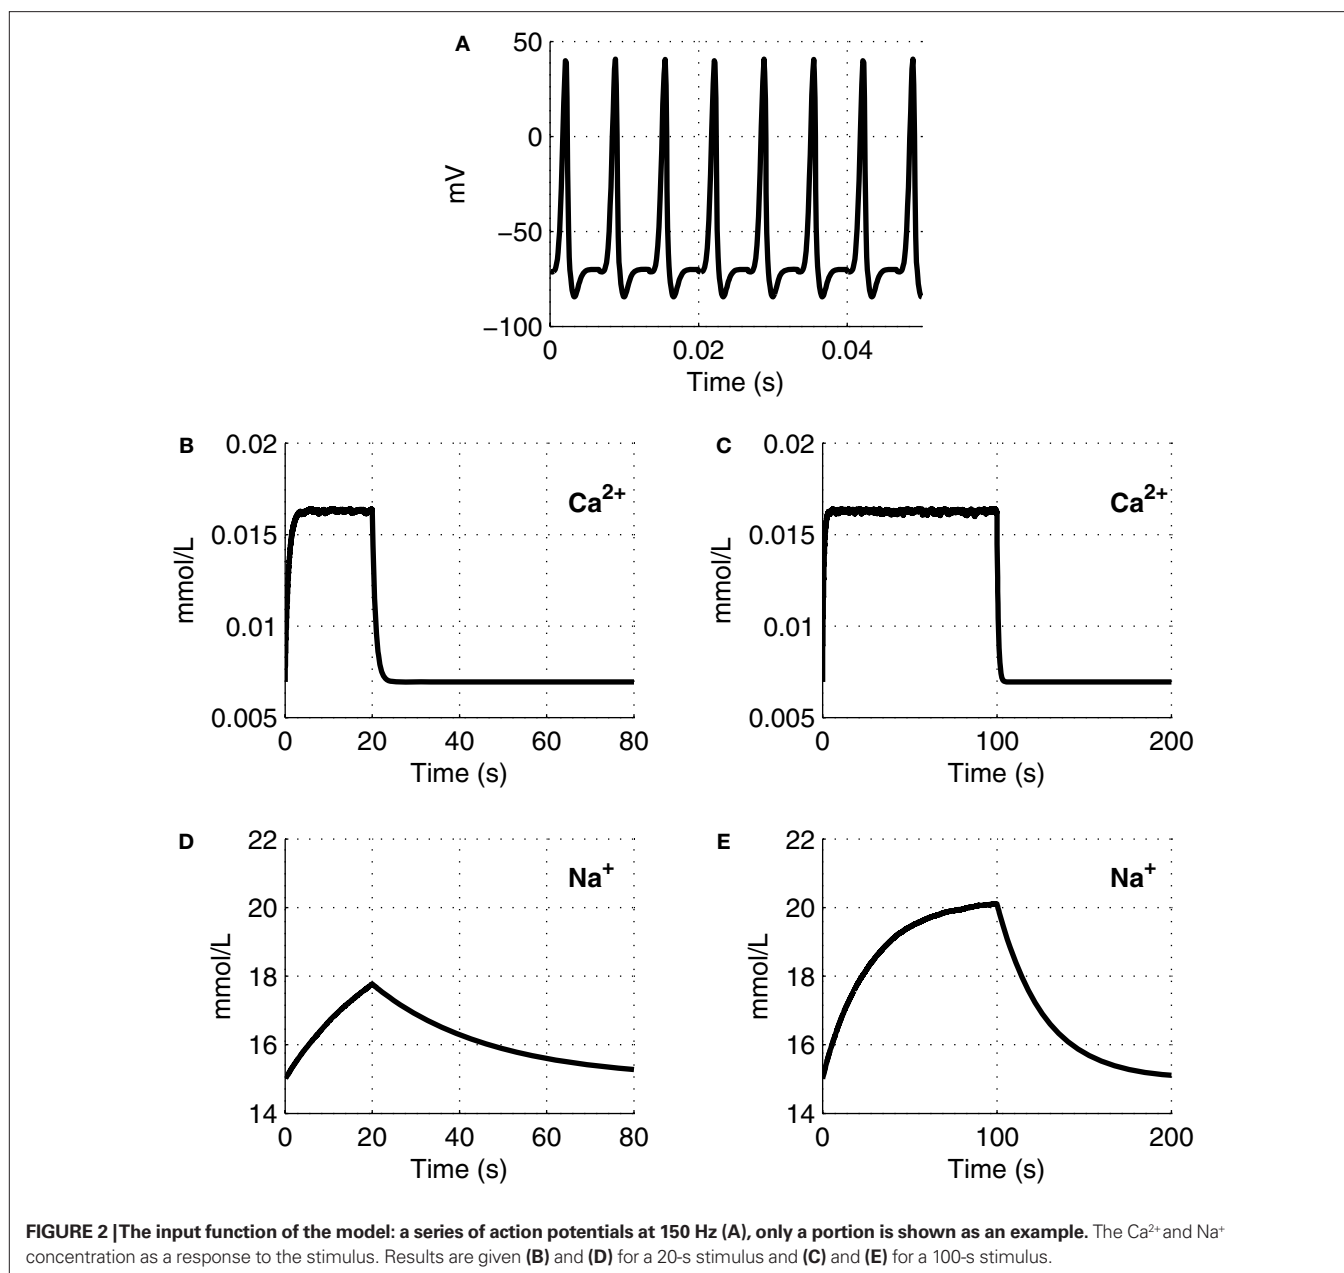 A
50
0
−50
−100
mV
0 0.02 0.04
Time (s)
B
0.02
0.015
0.01
0.005
mmol/L
Ca2+
0 20 40 60 80
Time (s)
C
0.02
0.015
0.01
0.005
mmol/L
Ca2+
0 100 200
Time (s)
D
22
20
18
16
14
mmol/L
Na+
0 20 40 60 80
Time (s)
E
22
20
18
16
14
mmol/L
Na+
0 100 200
Time (s)
FIGURE 2 | The input function of the model: a series of action potentials at 150 Hz (A), only a portion is shown as an example. The Ca2+ and Na+
concentration as a response to the stimulus. Results are given (B) and (D) for a 20-s stimulus and (C) and (E) for a 100-s stimulus.